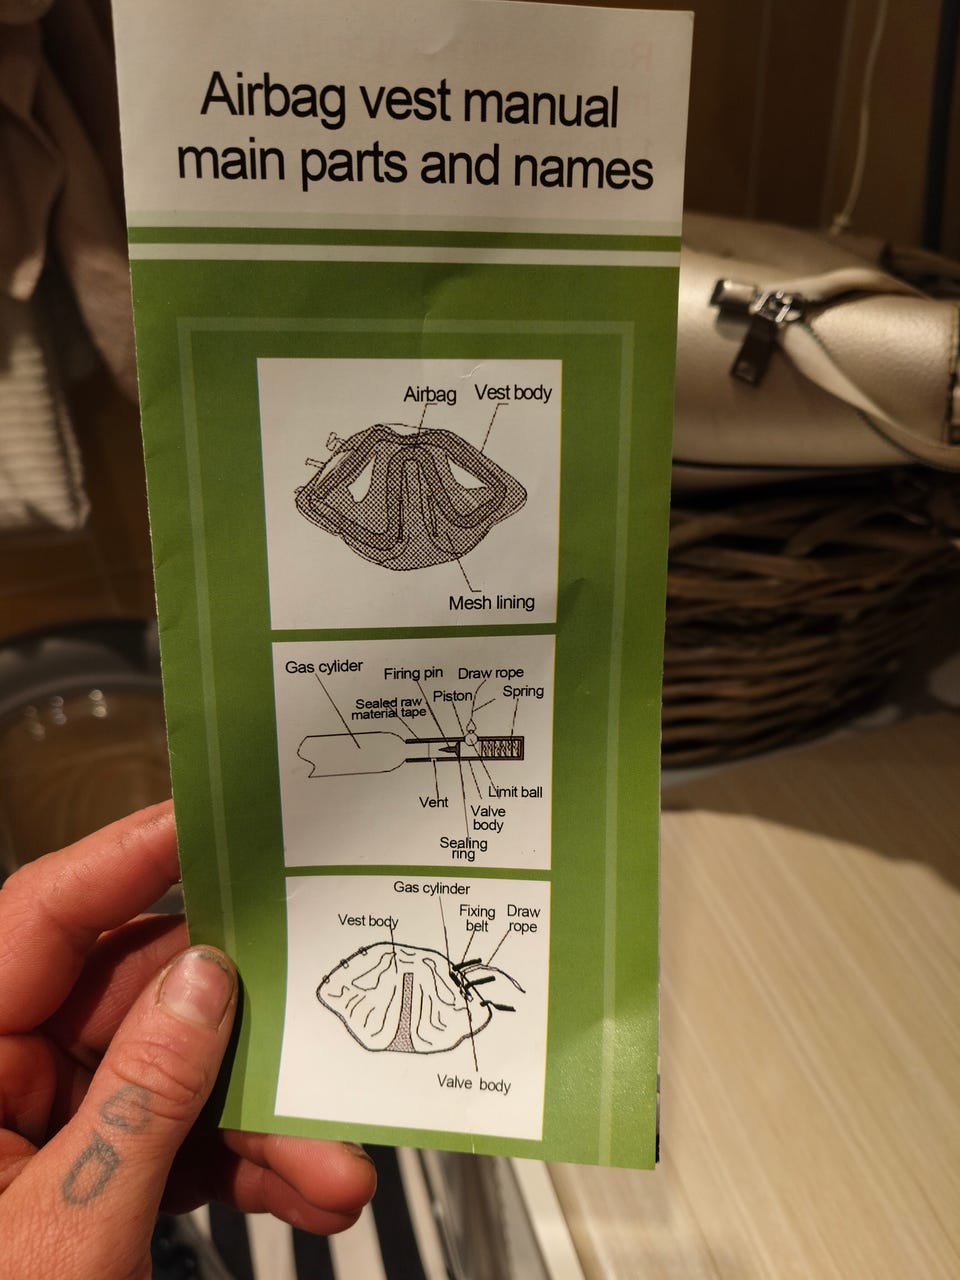 Airbag vest manual
main parts and names
Airbag Vest body
Mesh lining
Gas cylider
Firing pin
Draw rope
Sealed raw
material tape
Piston
Spring
Limit ball
Vent
Valve
body
Sealing
ring
Gas cylinder
Vest body
Fixing
belt
Draw
rope
Valve body